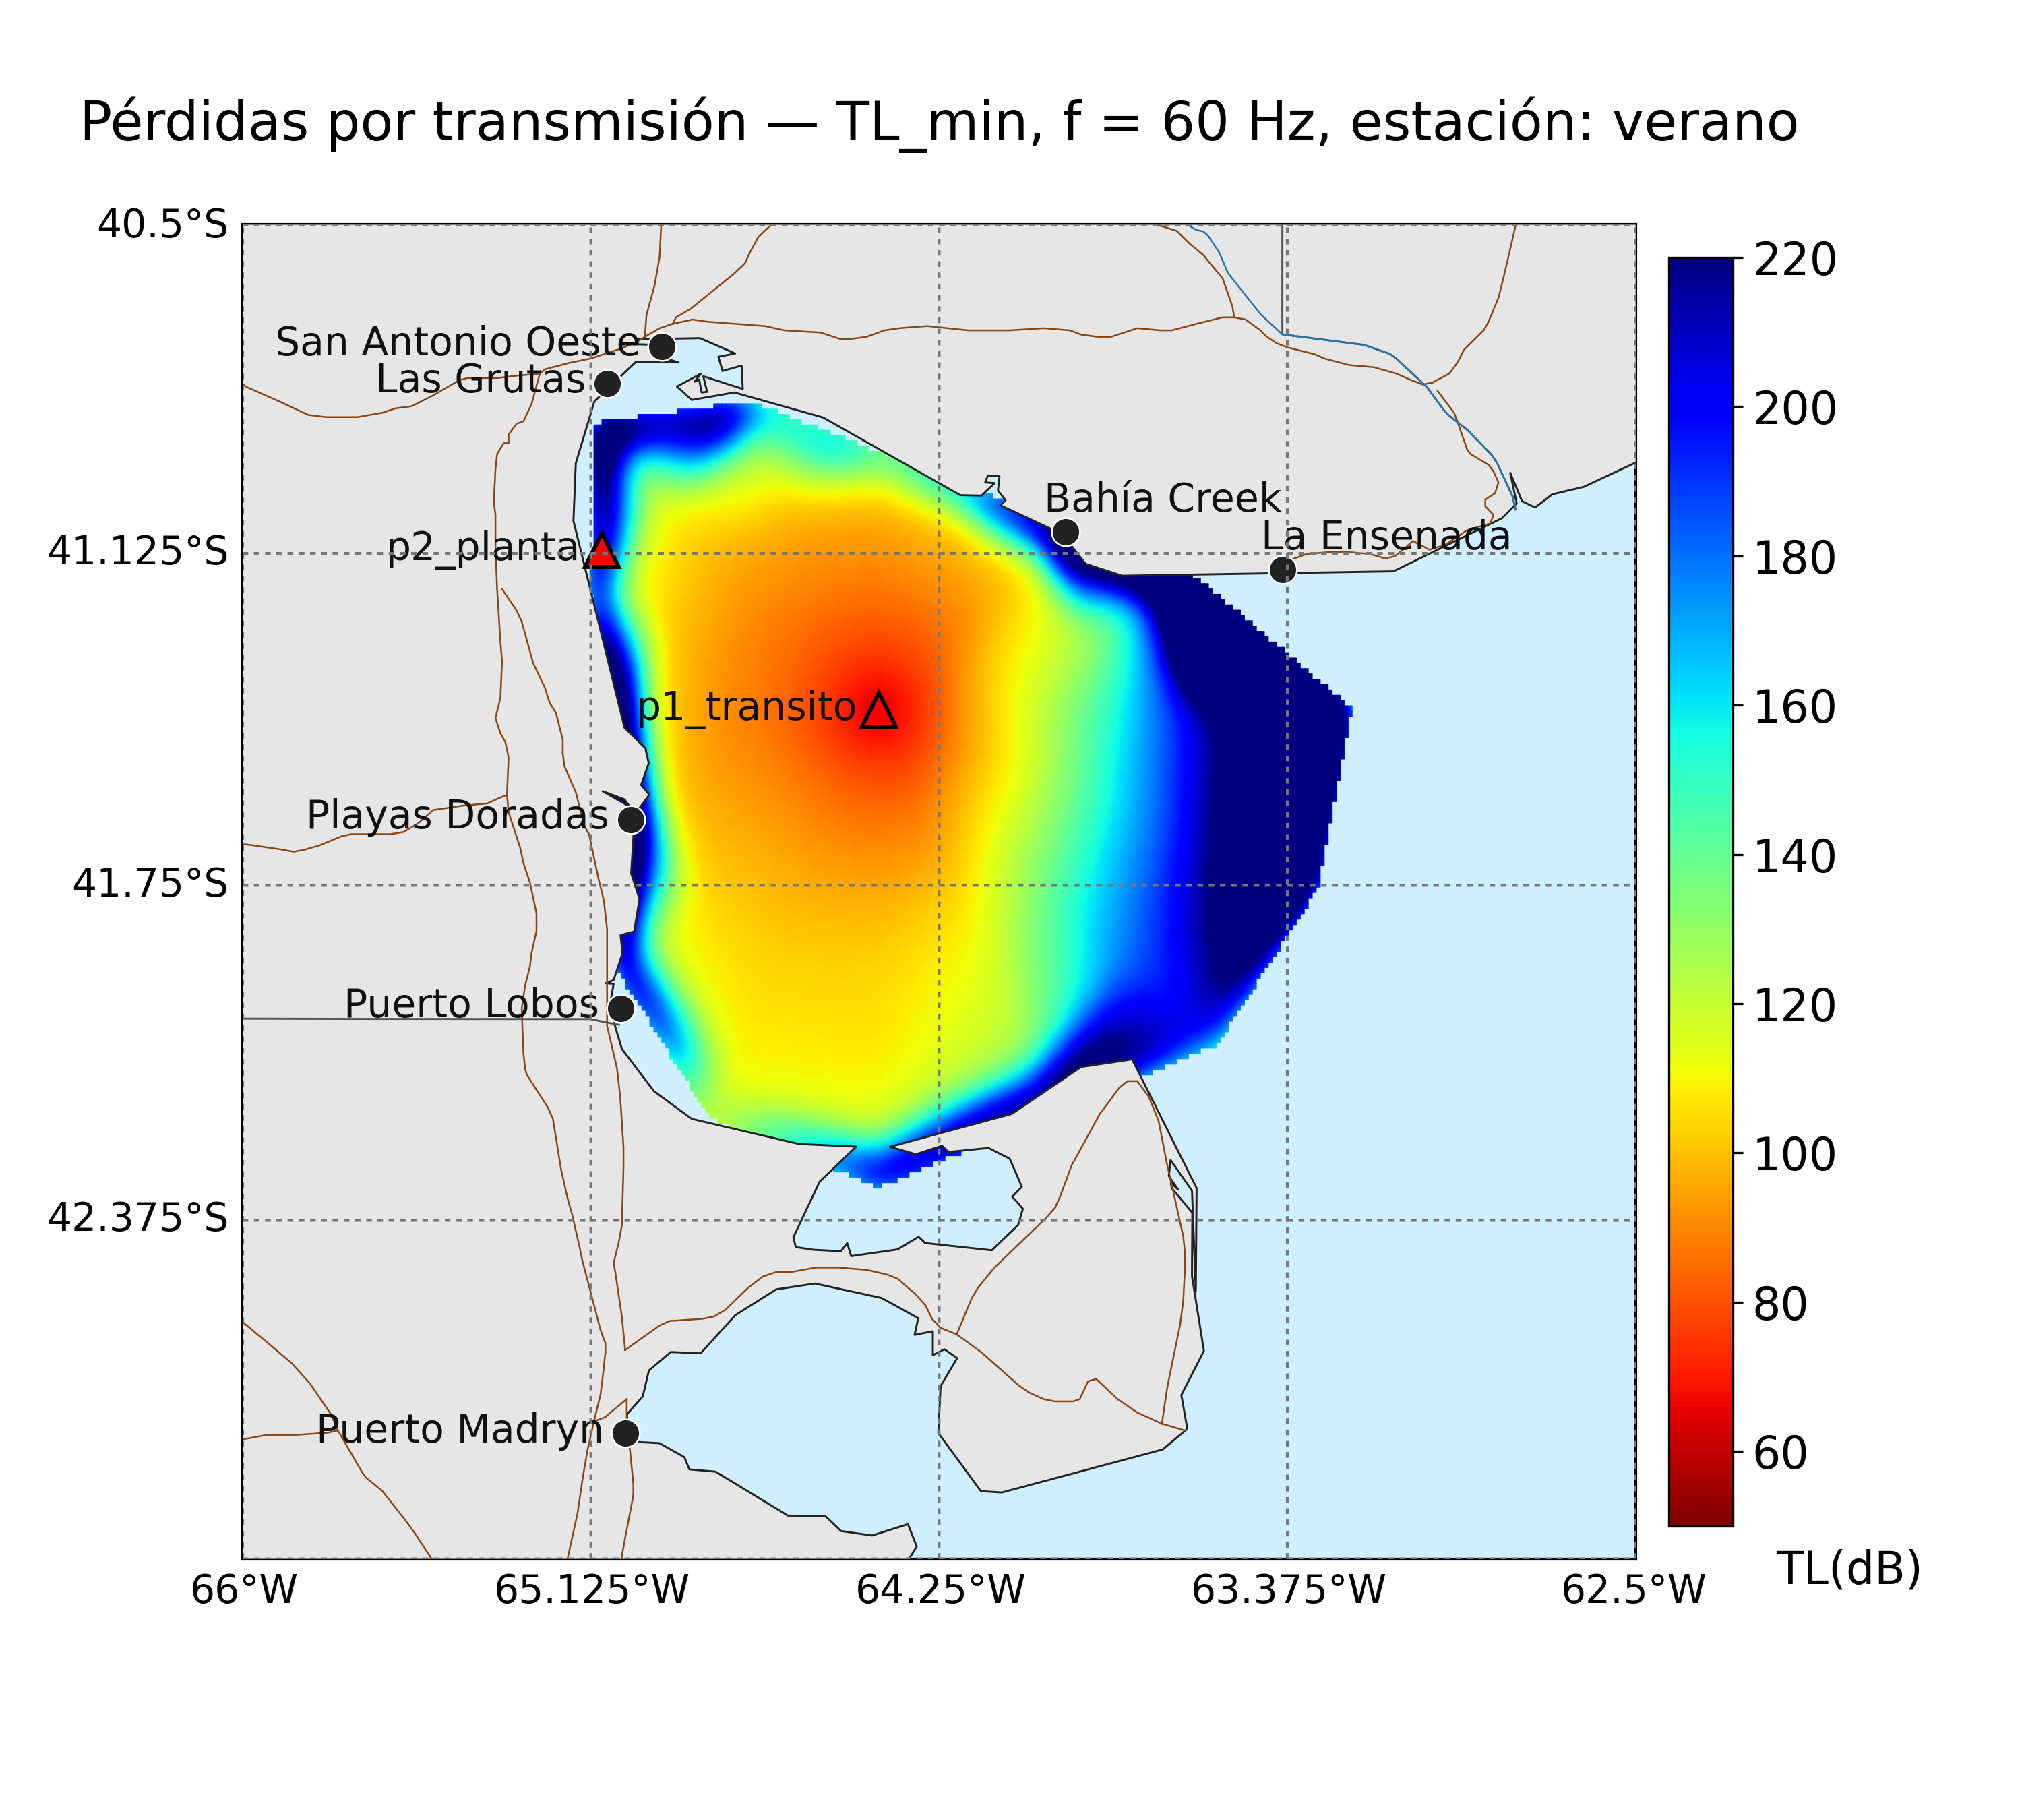 Pérdidas por transmisión — TL_min, f = 60 Hz, estación: verano
40.5°S
220
San Antonio Oeste
Las Grutas
200
Bahía Creek
La Ensenada
p2_planta
41.125°S
180
p1_transito
160
Playas Doradas
140
41.75°S
Puerto Lobos
120
100
42.375°S
80
Puerto Madryn
60
TL(dB)
66°W
65.125°W
64.25°W
63.375°W
62.5°W